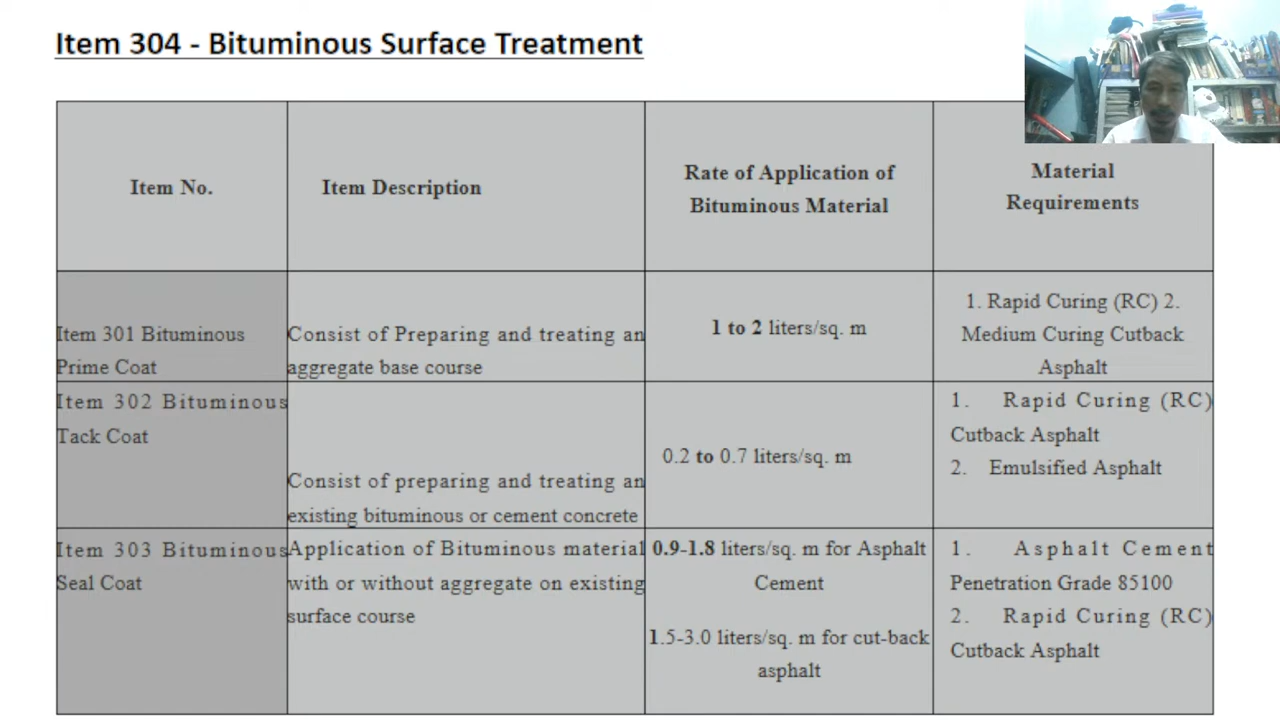 Item 304 - Bituminous Surface Treatment
Item No.
Item Description
Rate of Application of
Bituminous Material
Material
Requirements
Item 301 Bituminous
Prime Coat
Consist of Preparing and treating an
aggregate base course
1 to 2 liters/sq. m
1. Rapid Curing (RC) 2.
Medium Curing Cutback
Asphalt
Item 302 Bituminous
Tack Coat
Consist of preparing and treating an
existing bituminous or cement concrete
0.2 to 0.7 liters/sq. m
1. Rapid Curing (RC)
Cutback Asphalt
2. Emulsified Asphalt
Item 303 Bituminous
Seal Coat
Application of Bituminous material
with or without aggregate on existing
surface course
0.9-1.8 liters/sq. m for Asphalt
Cement
1.5-3.0 liters/sq. m for cut-back
asphalt
1. Asphalt Cement
Penetration Grade 85100
2. Rapid Curing (RC)
Cutback Asphalt